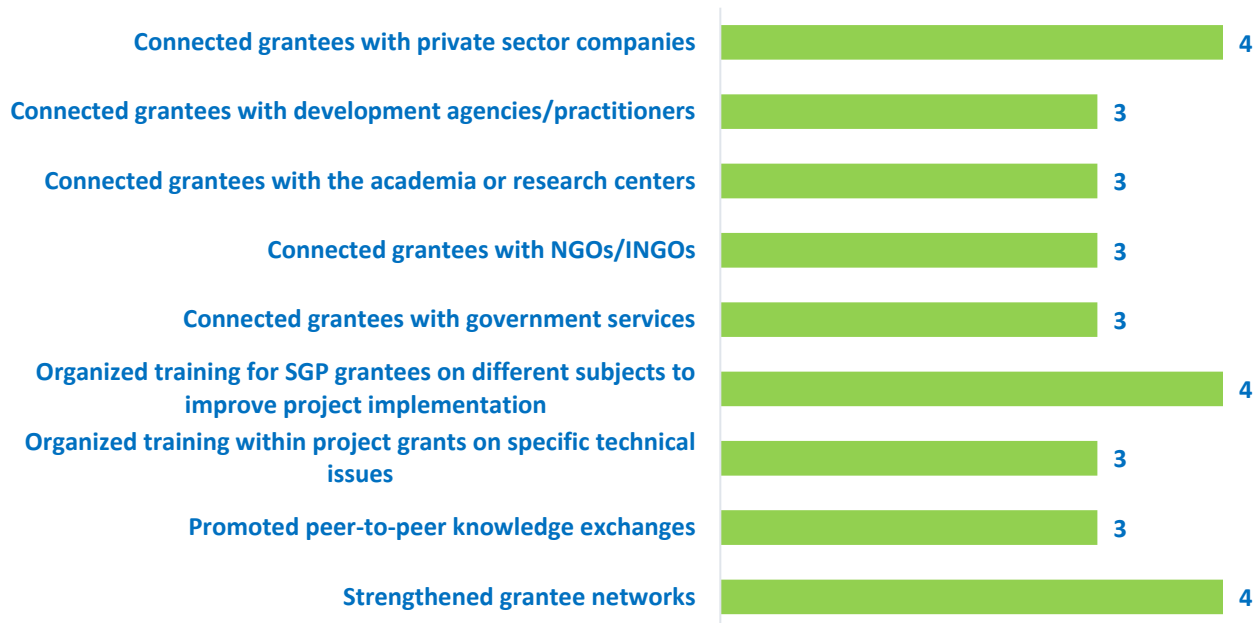 Connected grantees with private sector companies 4
Connected grantees with development agencies/practitioners 3
Connected grantees with the academia or research centers 3
Connected grantees with NGOs/INGOs 3
Connected grantees with government services 3
Organized training for SGP grantees on different subjects to
improve project implementation 4
Organized training within project grants on specific technical
issues 3
Promoted peer-to-peer knowledge exchanges 3
Strengthened grantee networks 4